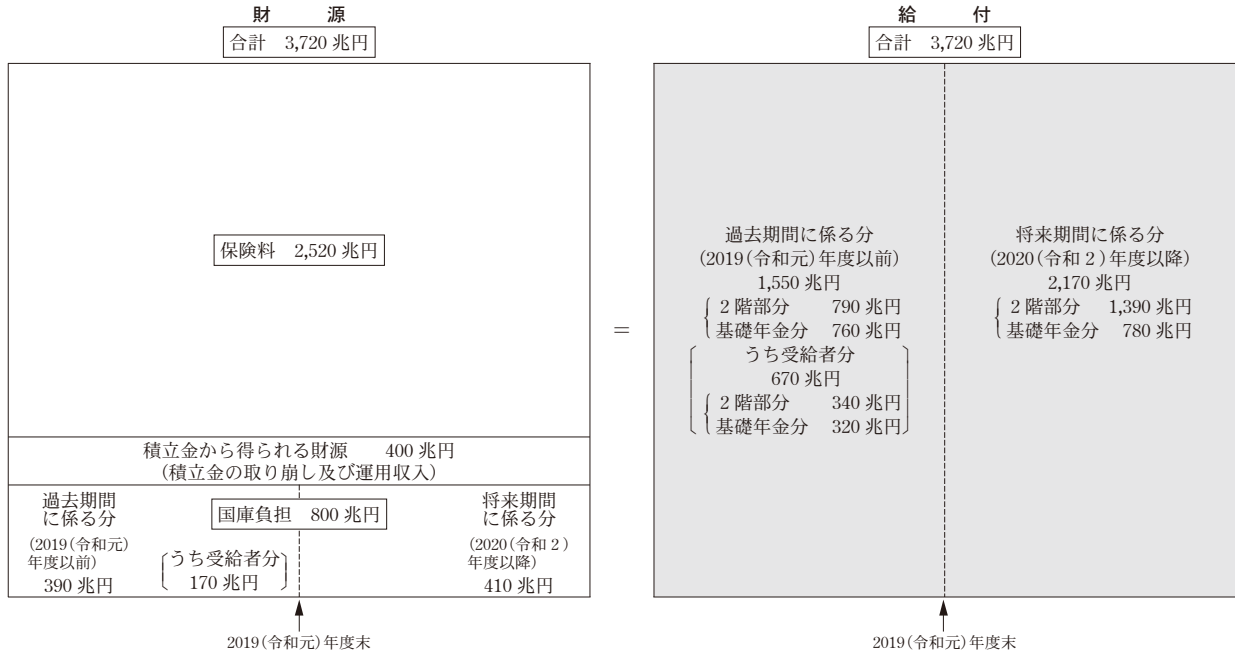 財　源
合計　3,720 兆円
保険料　2,520 兆円
積立金から得られる財源　400 兆円
(積立金の取り崩し及び運用収入)
過去期間
に係る分
(2019(令和元)
年度以前)
390 兆円
国庫負担　800 兆円
うち受給者分
170 兆円
将来期間
に係る分
(2020(令和 2 )
年度以降)
410 兆円
2019(令和元)年度末
=
給　付
合計　3,720 兆円
過去期間に係る分
(2019(令和元)年度以前)
1,550 兆円
2 階部分　790 兆円
基礎年金分　760 兆円
うち受給者分
670 兆円
2 階部分　340 兆円
基礎年金分　320 兆円
将来期間に係る分
(2020(令和 2 )年度以降)
2,170 兆円
2 階部分　1,390 兆円
基礎年金分　780 兆円
2019(令和元)年度末